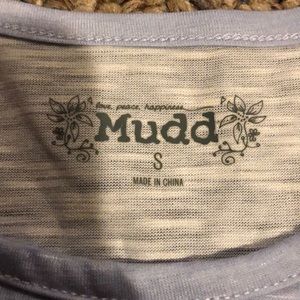 love, peace, happiness
Mudd
S
MADE IN CHINA